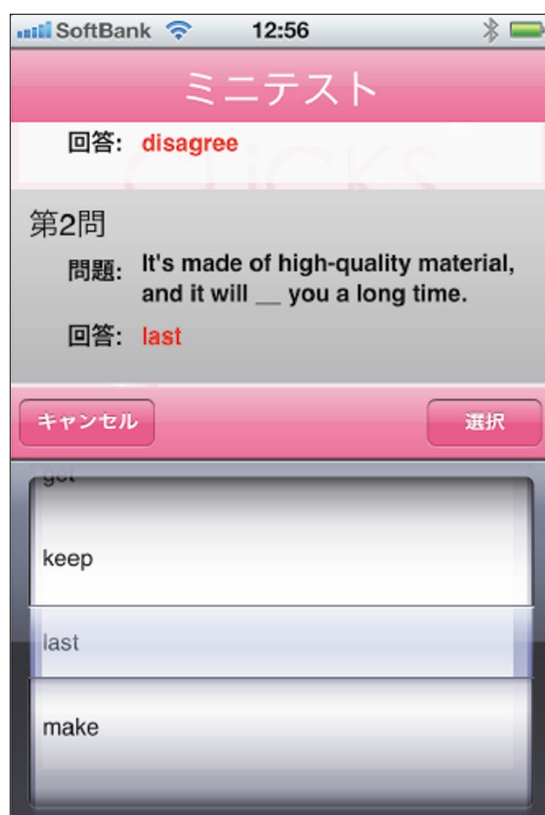 SoftBank 12:56
ミニテスト
回答: disagree
CLiCKS
第2問
問題: It's made of high-quality material,
and it will __ you a long time.
回答: last
キャンセル 選択
get
keep
last
make